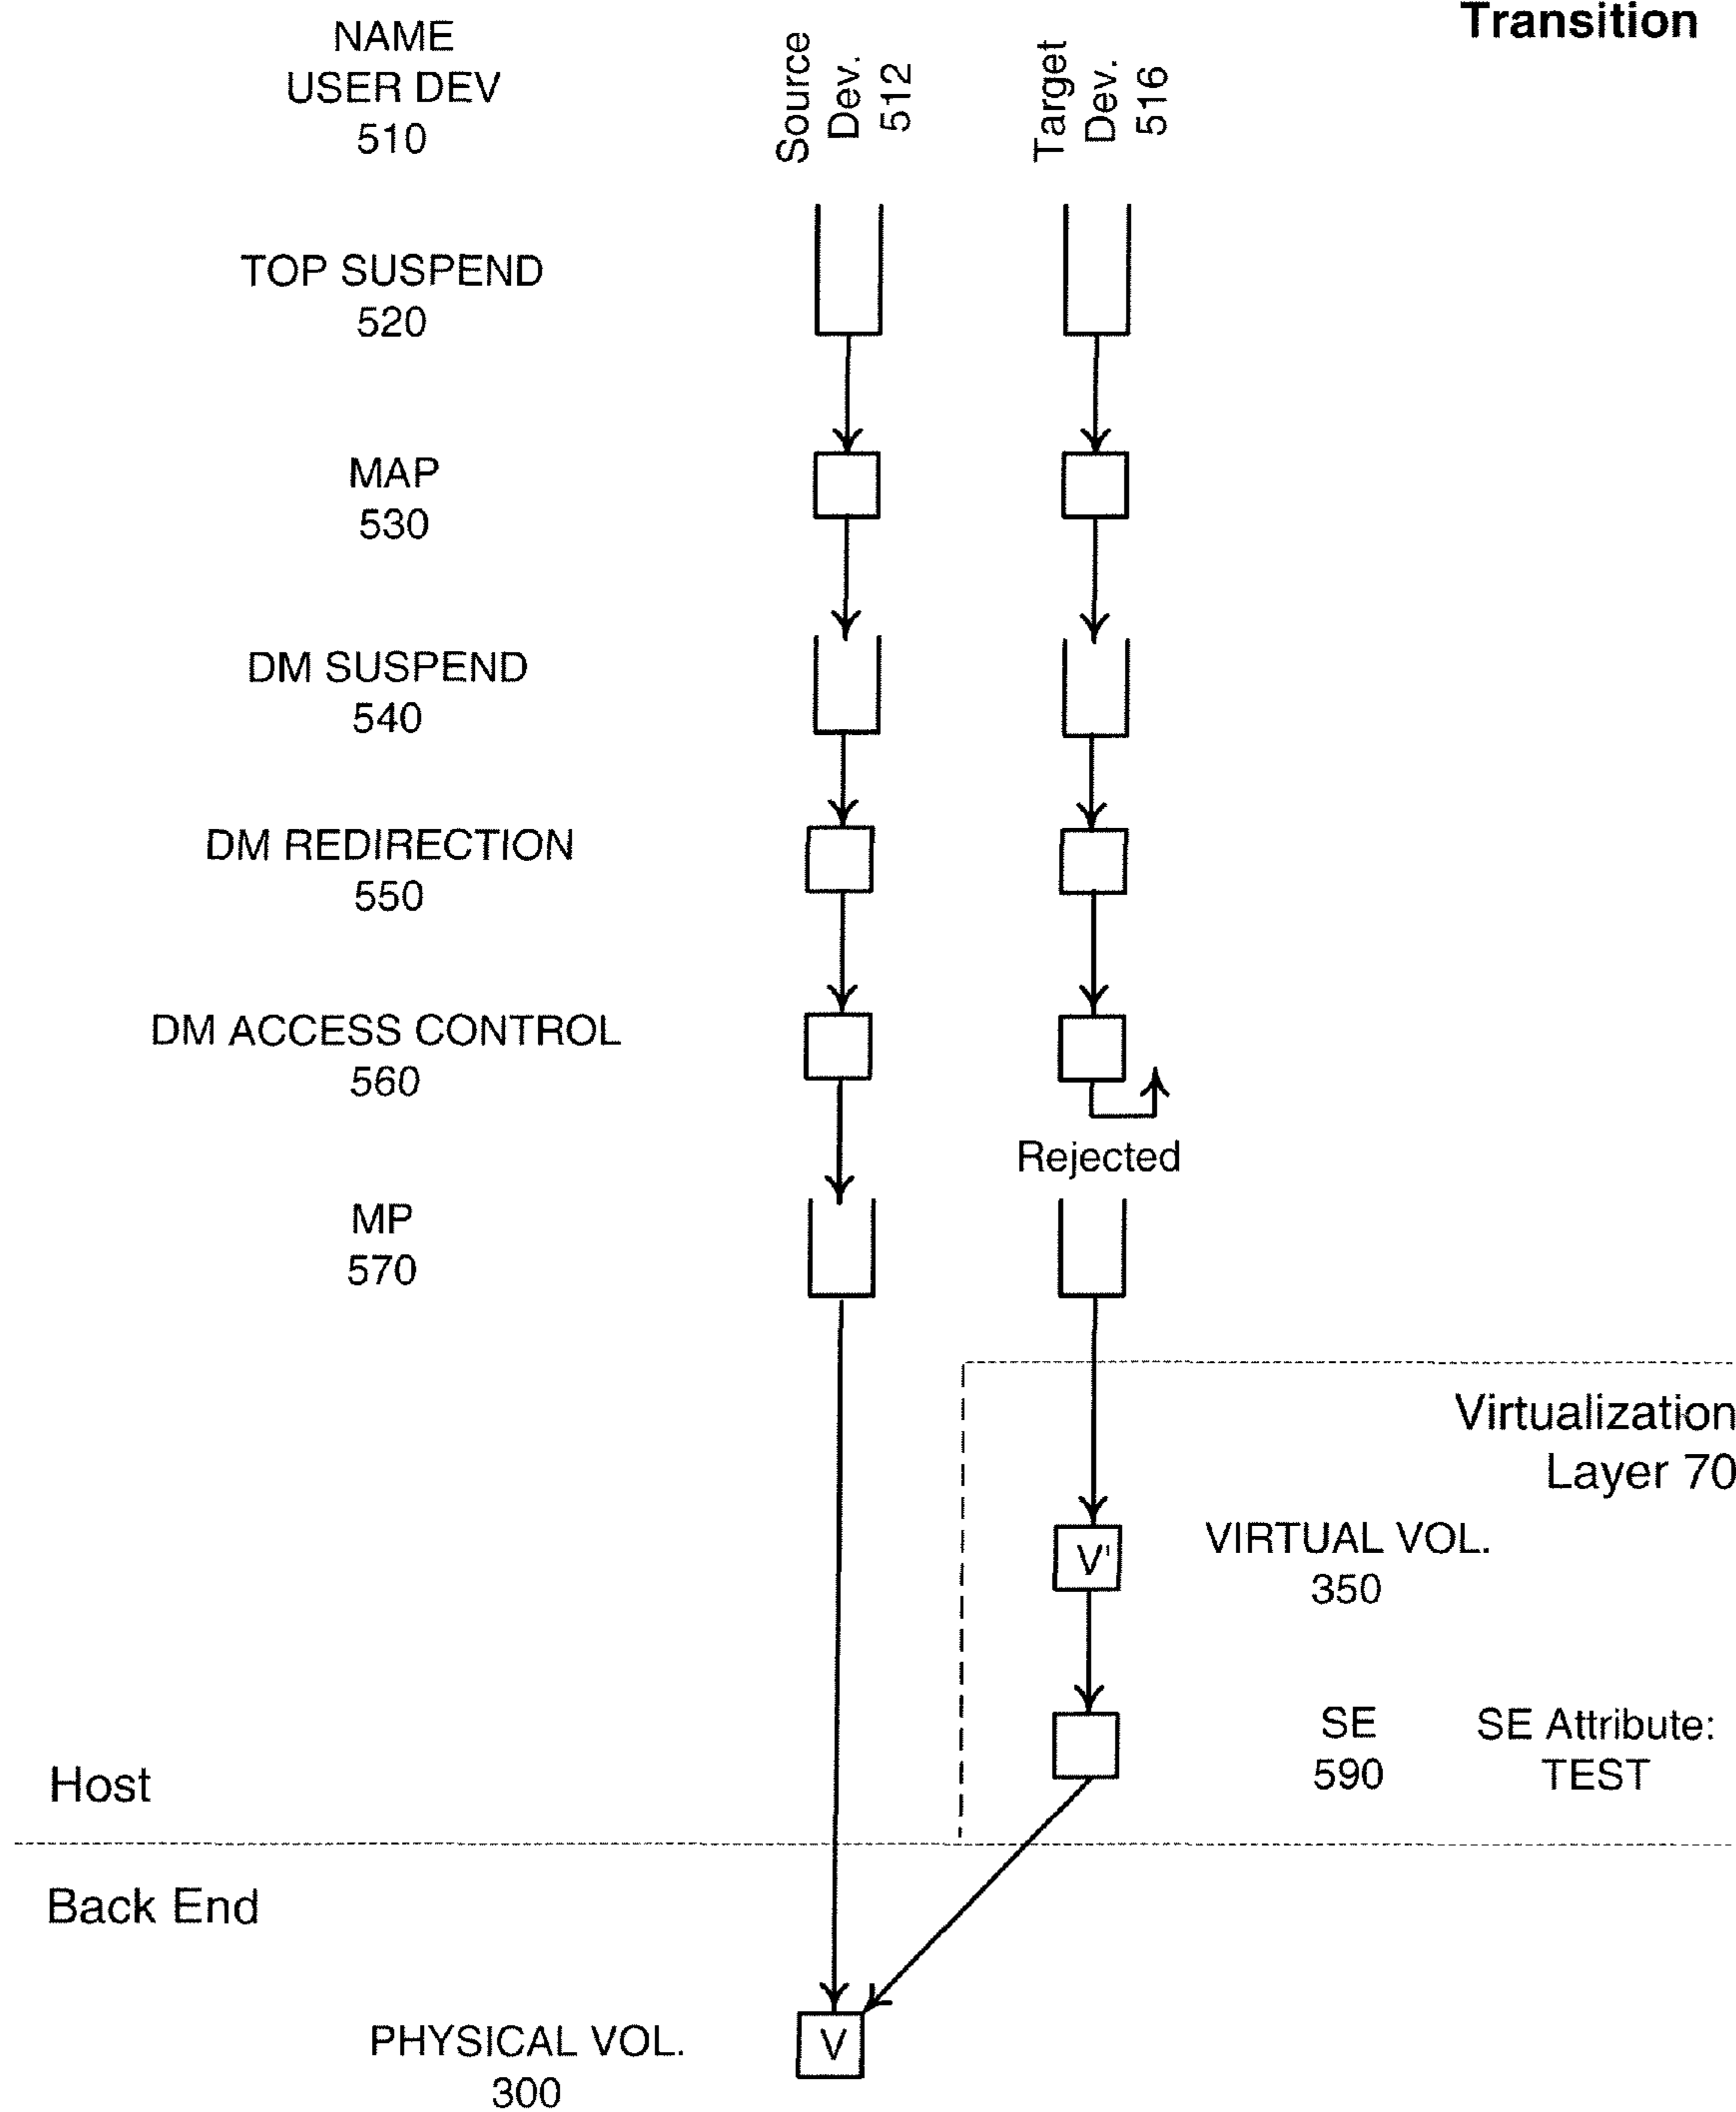 Transition
NAME
USER DEV
510
Source
Dev.
512
Target
Dev.
516
TOP SUSPEND
520
MAP
530
DM SUSPEND
540
DM REDIRECTION
550
DM ACCESS CONTROL
560
Rejected
MP
570
Virtualization
Layer 70
V'
VIRTUAL VOL.
350
SE
590
SE Attribute:
TEST
Host
Back End
PHYSICAL VOL.
300
V